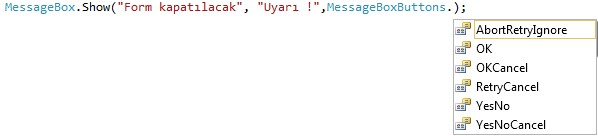 MessageBox.Show("Form kapatılacak", "Uyarı !",MessageBoxButtons.);
AbortRetryIgnore
OK
OKCancel
RetryCancel
YesNo
YesNoCancel